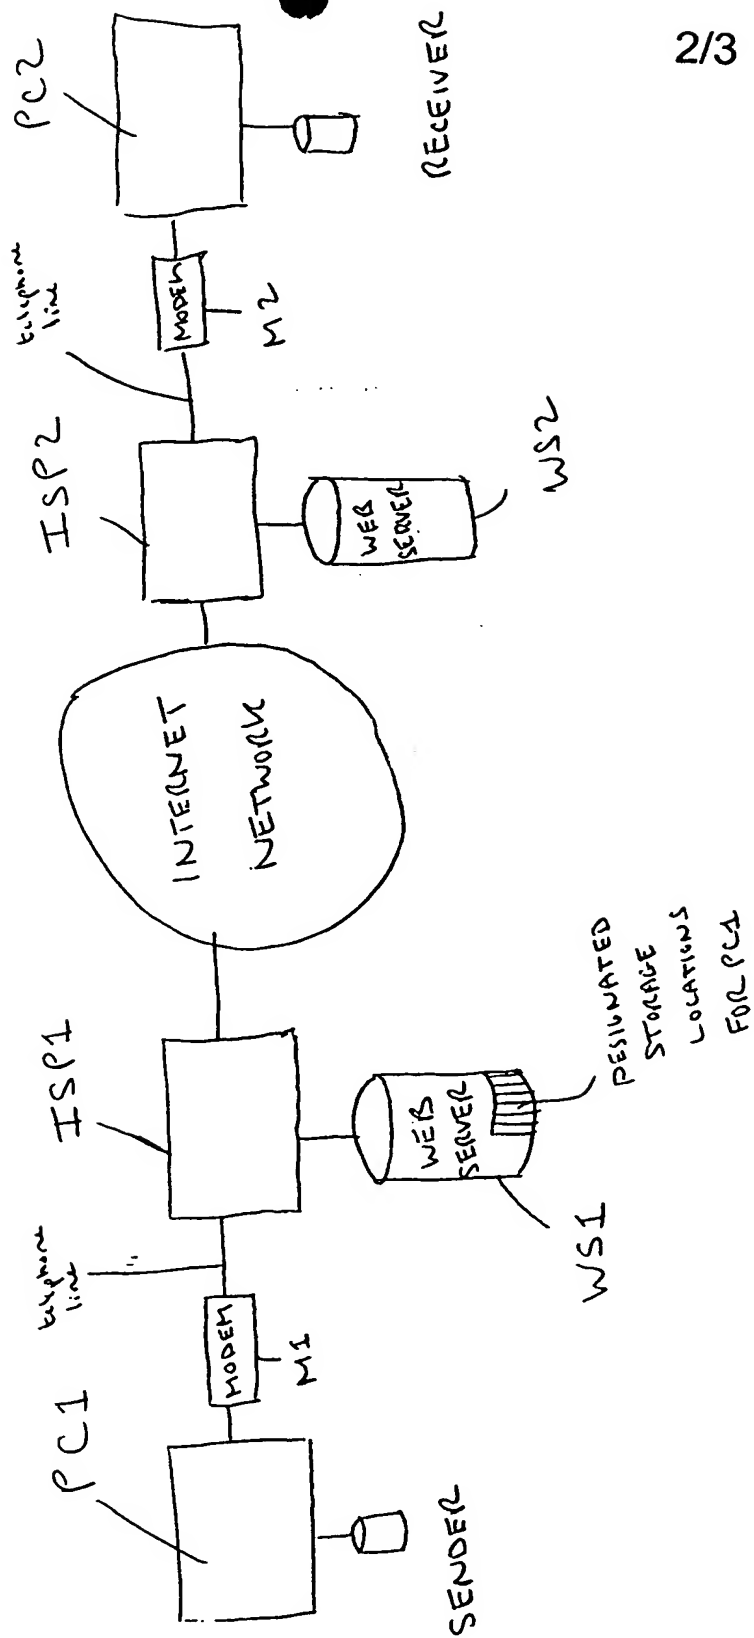 2/3
PC1
MODEM
M1
telephone
line
ISP1
WEB
SERVER
WS1
DESIGNATED
STORAGE
LOCATIONS
FOR PC1
SENDER
INTERNET
NETWORK
ISP2
WEB
SERVER
WS2
telephone
line
MODEM
M2
PC2
RECEIVER